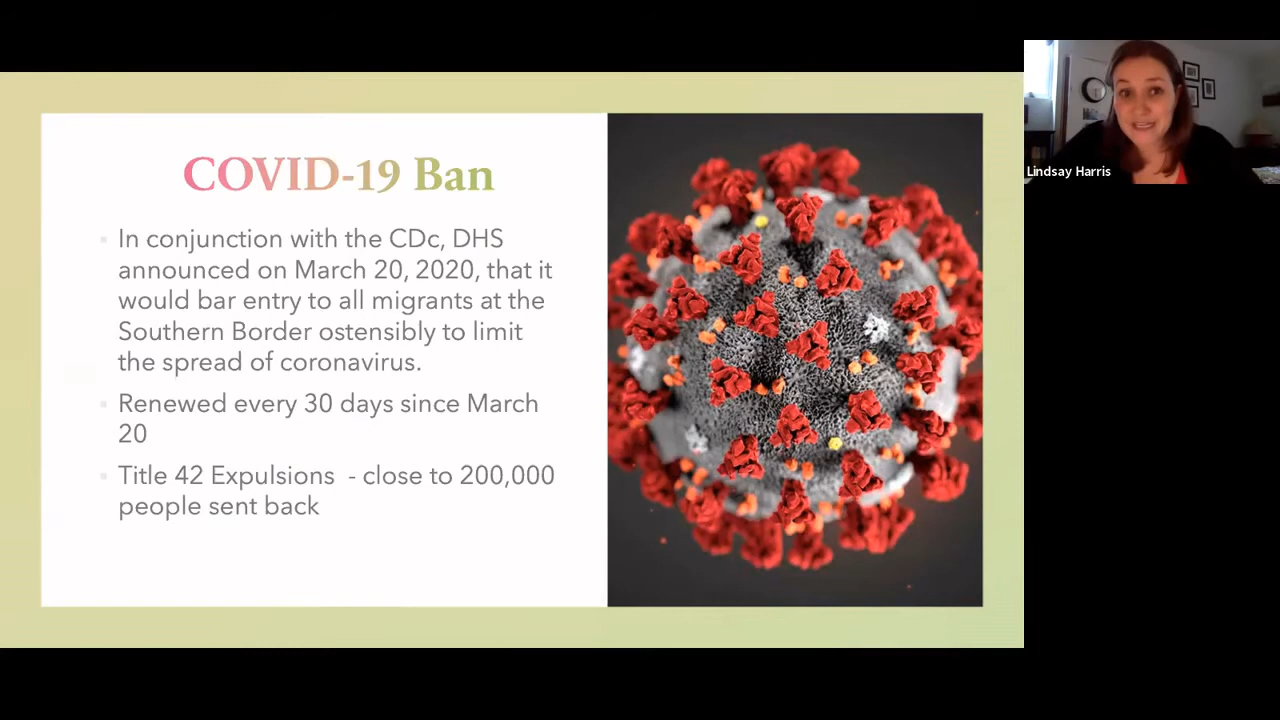 COVID-19 Ban
In conjunction with the CDc, DHS
announced on March 20, 2020, that it
would bar entry to all migrants at the
Southern Border ostensibly to limit
the spread of coronavirus.
Renewed every 30 days since March
20
Title 42 Expulsions  - close to 200,000
people sent back
Lindsay Harris